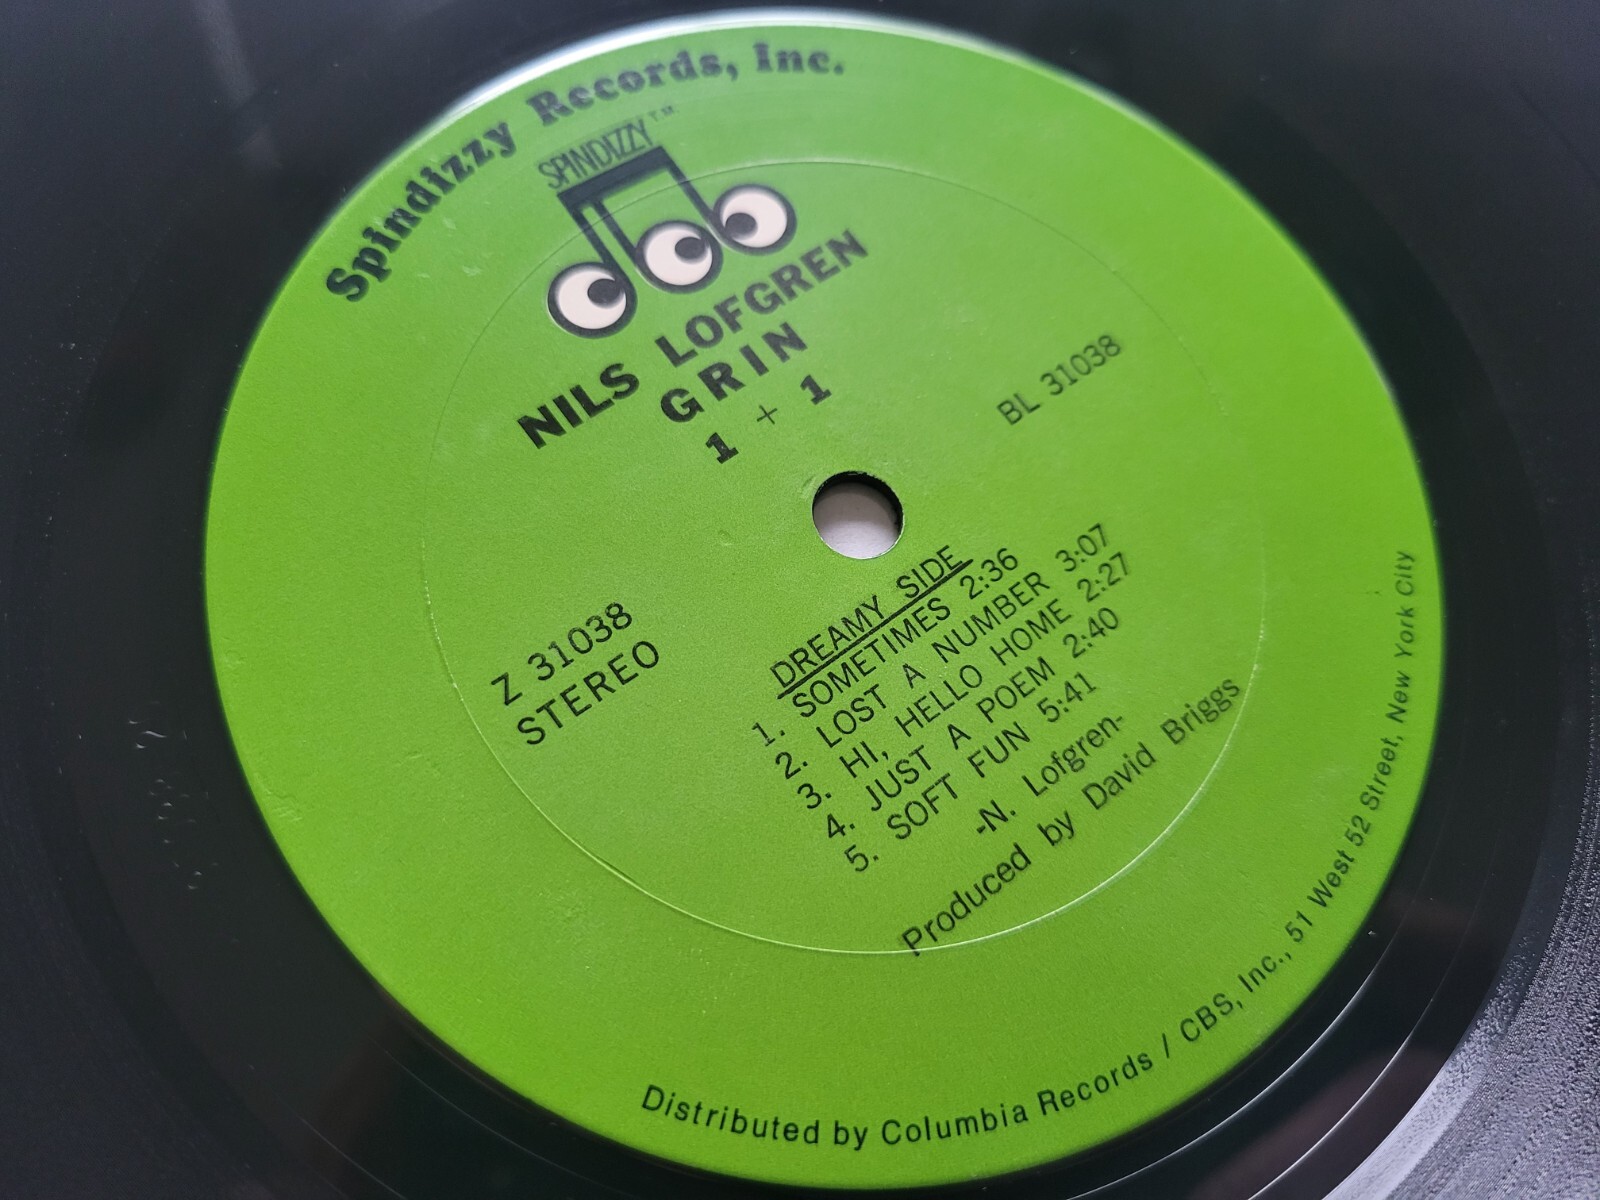 Spindizzy Records, Inc.
SPINDIZZY T.M.
NILS LOFGREN
GRIN
1 + 1
BL 31038
Z 31038
STEREO
DREAMY SIDE
1. SOMETIMES 2:36
2. LOST A NUMBER 3:07
3. HI, HELLO HOME 2:27
4. JUST A POEM 2:40
5. SOFT FUN 5:41
-N. Lofgren-
Produced by David Briggs
Distributed by Columbia Records / CBS, Inc., 51 West 52 Street, New York City